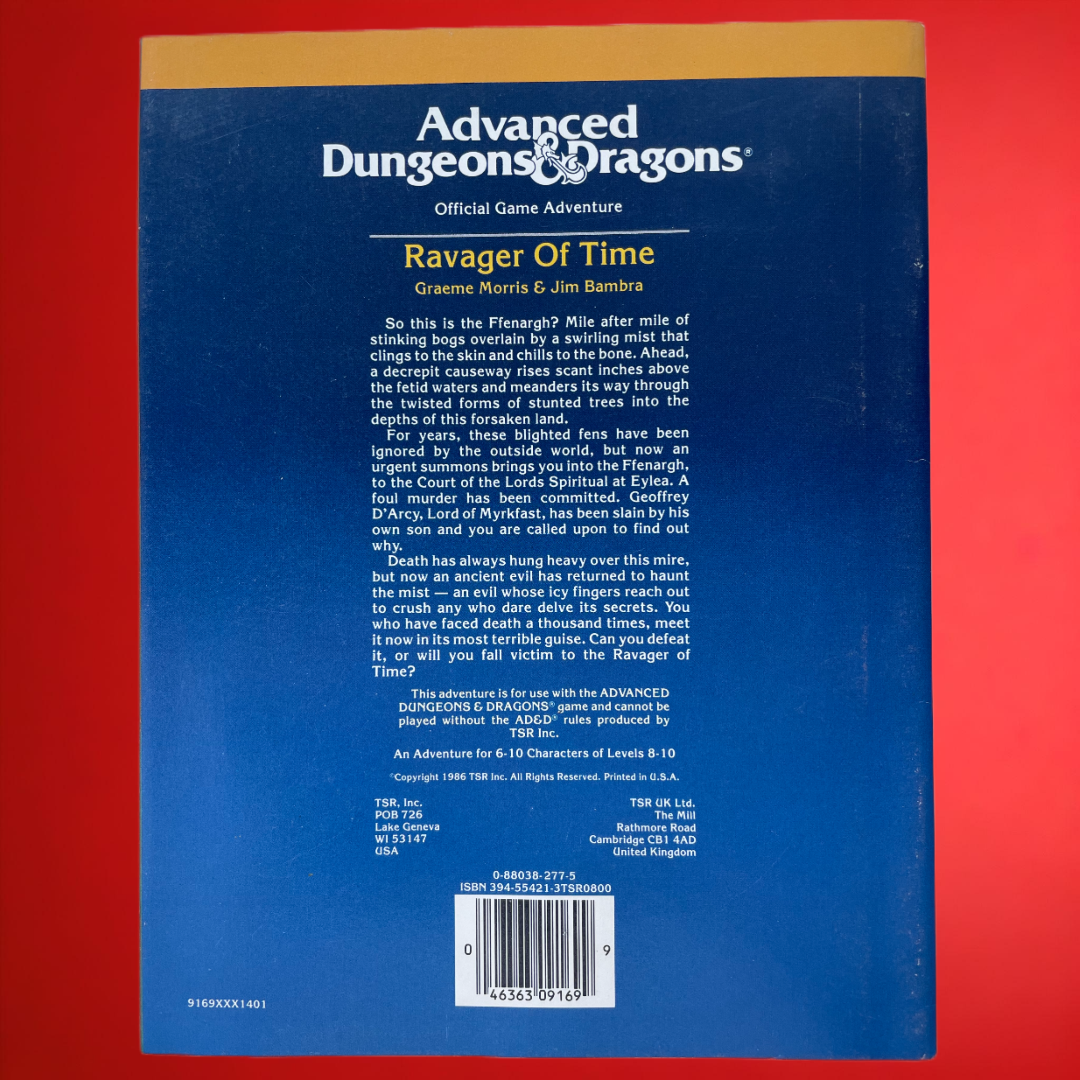 Advanced
Dungeons & Dragons®
Official Game Adventure
Ravager Of Time
Graeme Morris & Jim Bambra
So this is the Ffenargh? Mile after mile of
stinking bogs overlain by a swirling mist that
clings to the skin and chills to the bone. Ahead,
a decrepit causeway rises scant inches above
the fetid waters and meanders its way through
the twisted forms of stunted trees into the
depths of this forsaken land.
For years, these blighted fens have been
ignored by the outside world, but now an
urgent summons brings you into the Ffenargh,
to the Court of the Lords Spiritual at Eylea. A
foul murder has been committed. Geoffrey
D'Arcy, Lord of Myrkfast, has been slain by his
own son and you are called upon to find out
why.
Death has always hung heavy over this mire,
but now an ancient evil has returned to haunt
the mist — an evil whose icy fingers reach out
to crush any who dare delve its secrets. You
who have faced death a thousand times, meet
it now in its most terrible guise. Can you defeat
it, or will you fall victim to the Ravager of
Time?
This adventure is for use with the ADVANCED
DUNGEONS & DRAGONS® game and cannot be
played without the AD&D® rules produced by
TSR Inc.
An Adventure for 6-10 Characters of Levels 8-10
©Copyright 1986 TSR Inc. All Rights Reserved. Printed in U.S.A.
TSR, Inc.
POB 726
Lake Geneva
WI 53147
USA
TSR UK Ltd.
The Mill
Rathmore Road
Cambridge CB1 4AD
United Kingdom
0-88038-277-5
ISBN 394-55421-3TSR0800
0 46363 09169 9
9169XXX1401